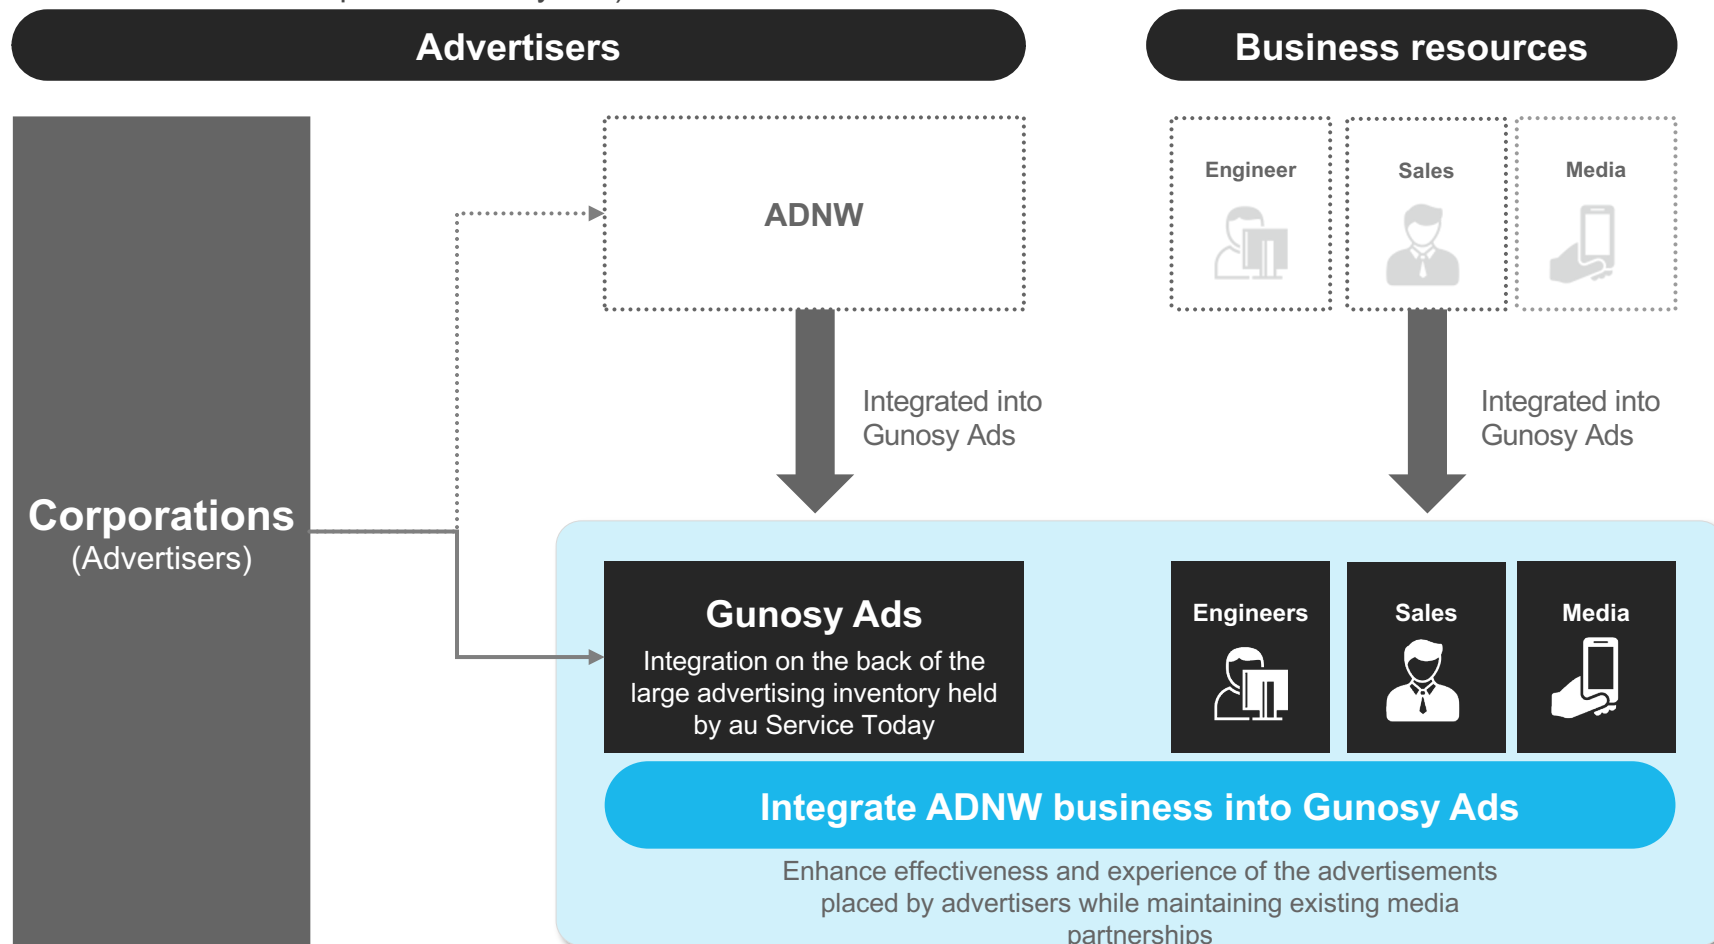 Advertisers
Business resources
ADNW
Engineer
Sales
Media
Integrated into
Gunosy Ads
Integrated into
Gunosy Ads
Corporations
(Advertisers)
Gunosy Ads
Integration on the back of the
large advertising inventory held
by au Service Today
Engineers
Sales
Media
Integrate ADNW business into Gunosy Ads
Enhance effectiveness and experience of the advertisements
placed by advertisers while maintaining existing media
partnerships